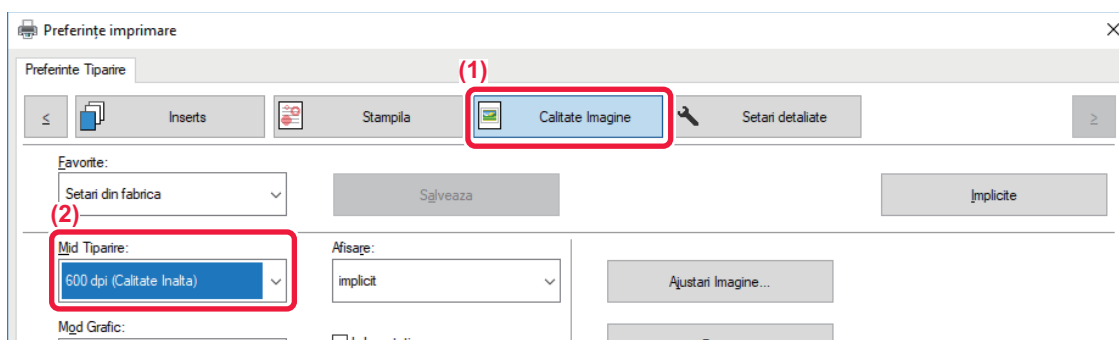 Preferințe imprimare
Preferinte Tiparire
(1)
< Inserts Stampila Calitate Imagine Setari detaliate >
Favorite:
Setari din fabrica Salveaza Implicite
(2)
Mid Tiparire: Afisare:
600 dpi (Calitate Inalta) implicit Ajustari Imagine...
Mod Grafic: